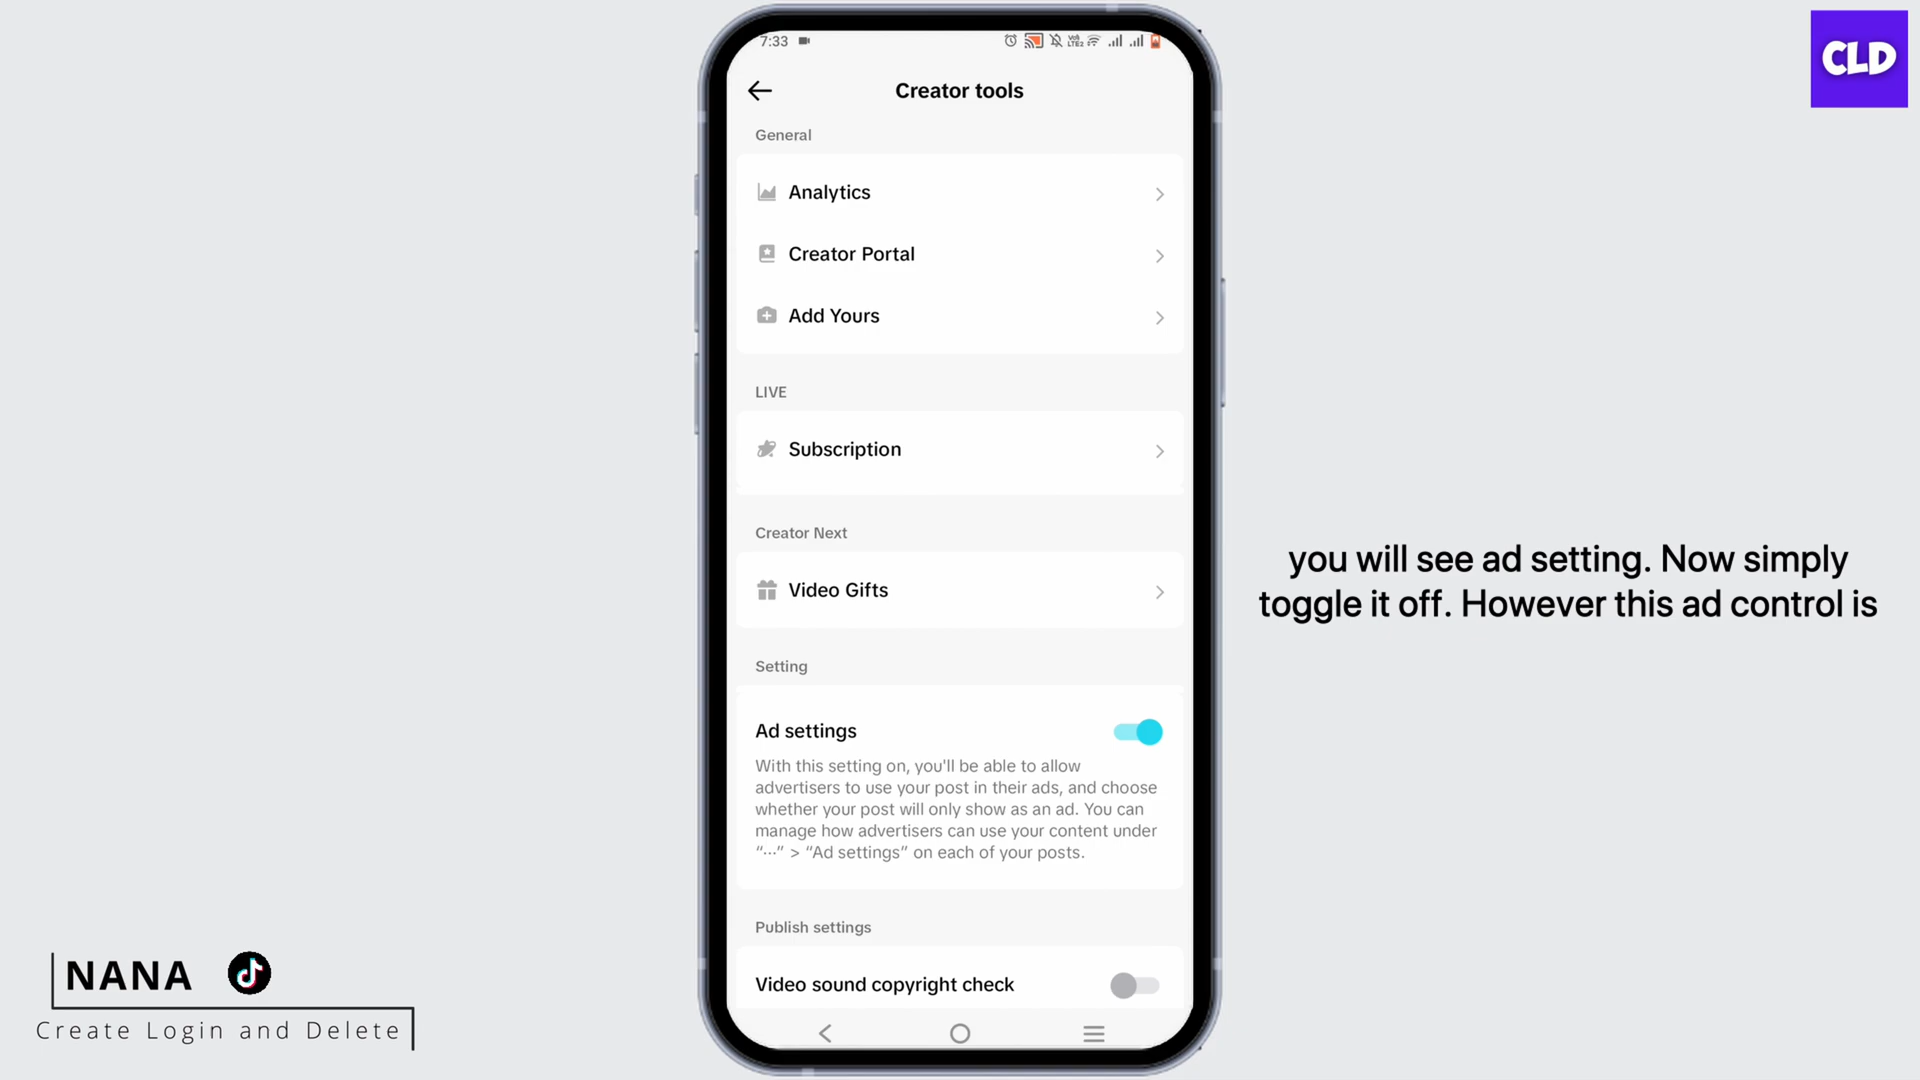 7:33
CLD
Creator tools
General
Analytics
Creator Portal
Add Yours
LIVE
Subscription
Creator Next
Video Gifts
you will see ad setting. Now simply
toggle it off. However this ad control is
Setting
Ad settings
With this setting on, you'll be able to allow
advertisers to use your post in their ads, and choose
whether your post will only show as an ad. You can
manage how advertisers can use your content under
“···” > “Ad settings” on each of your posts.
Publish settings
Video sound copyright check
NANA
Create Login and Delete